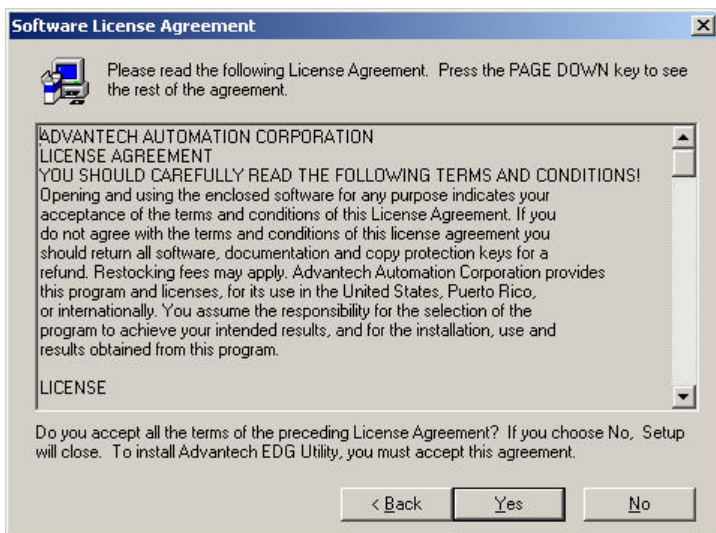 Software License Agreement
Please read the following License Agreement.  Press the PAGE DOWN key to see
the rest of the agreement.
ADVANTECH AUTOMATION CORPORATION
LICENSE AGREEMENT
YOU SHOULD CAREFULLY READ THE FOLLOWING TERMS AND CONDITIONS!
Opening and using the enclosed software for any purpose indicates your
acceptance of the terms and conditions of this License Agreement. If you
do not agree with the terms and conditions of this license agreement you
should return all software, documentation and copy protection keys for a
refund. Restocking fees may apply. Advantech Automation Corporation provides
this program and licenses, for its use in the United States, Puerto Rico,
or internationally. You assume the responsibility for the selection of the
program to achieve your intended results, and for the installation, use and
results obtained from this program.
LICENSE
Do you accept all the terms of the preceding License Agreement?  If you choose No,  Setup
will close.  To install Advantech EDG Utility, you must accept this agreement.
< Back
Yes
No